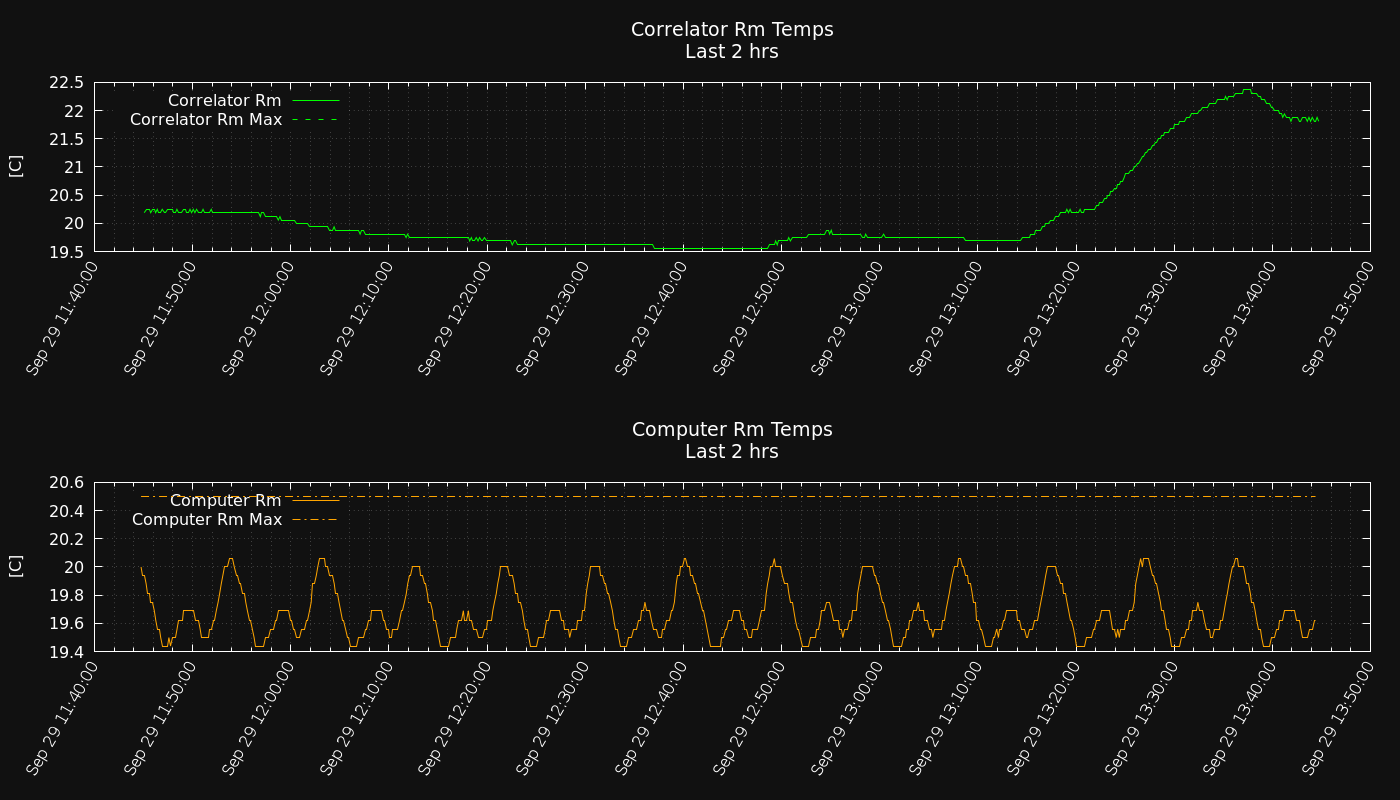 Correlator Rm Temps
Last 2 hrs
22.5
22
21.5
21
20.5
20
19.5
[C]
Correlator Rm
Correlator Rm Max
Sep 29 11:40:00
Sep 29 11:50:00
Sep 29 12:00:00
Sep 29 12:10:00
Sep 29 12:20:00
Sep 29 12:30:00
Sep 29 12:40:00
Sep 29 12:50:00
Sep 29 13:00:00
Sep 29 13:10:00
Sep 29 13:20:00
Sep 29 13:30:00
Sep 29 13:40:00
Sep 29 13:50:00
Computer Rm Temps
Last 2 hrs
20.6
20.4
20.2
20
19.8
19.6
19.4
[C]
Computer Rm
Computer Rm Max
Sep 29 11:40:00
Sep 29 11:50:00
Sep 29 12:00:00
Sep 29 12:10:00
Sep 29 12:20:00
Sep 29 12:30:00
Sep 29 12:40:00
Sep 29 12:50:00
Sep 29 13:00:00
Sep 29 13:10:00
Sep 29 13:20:00
Sep 29 13:30:00
Sep 29 13:40:00
Sep 29 13:50:00